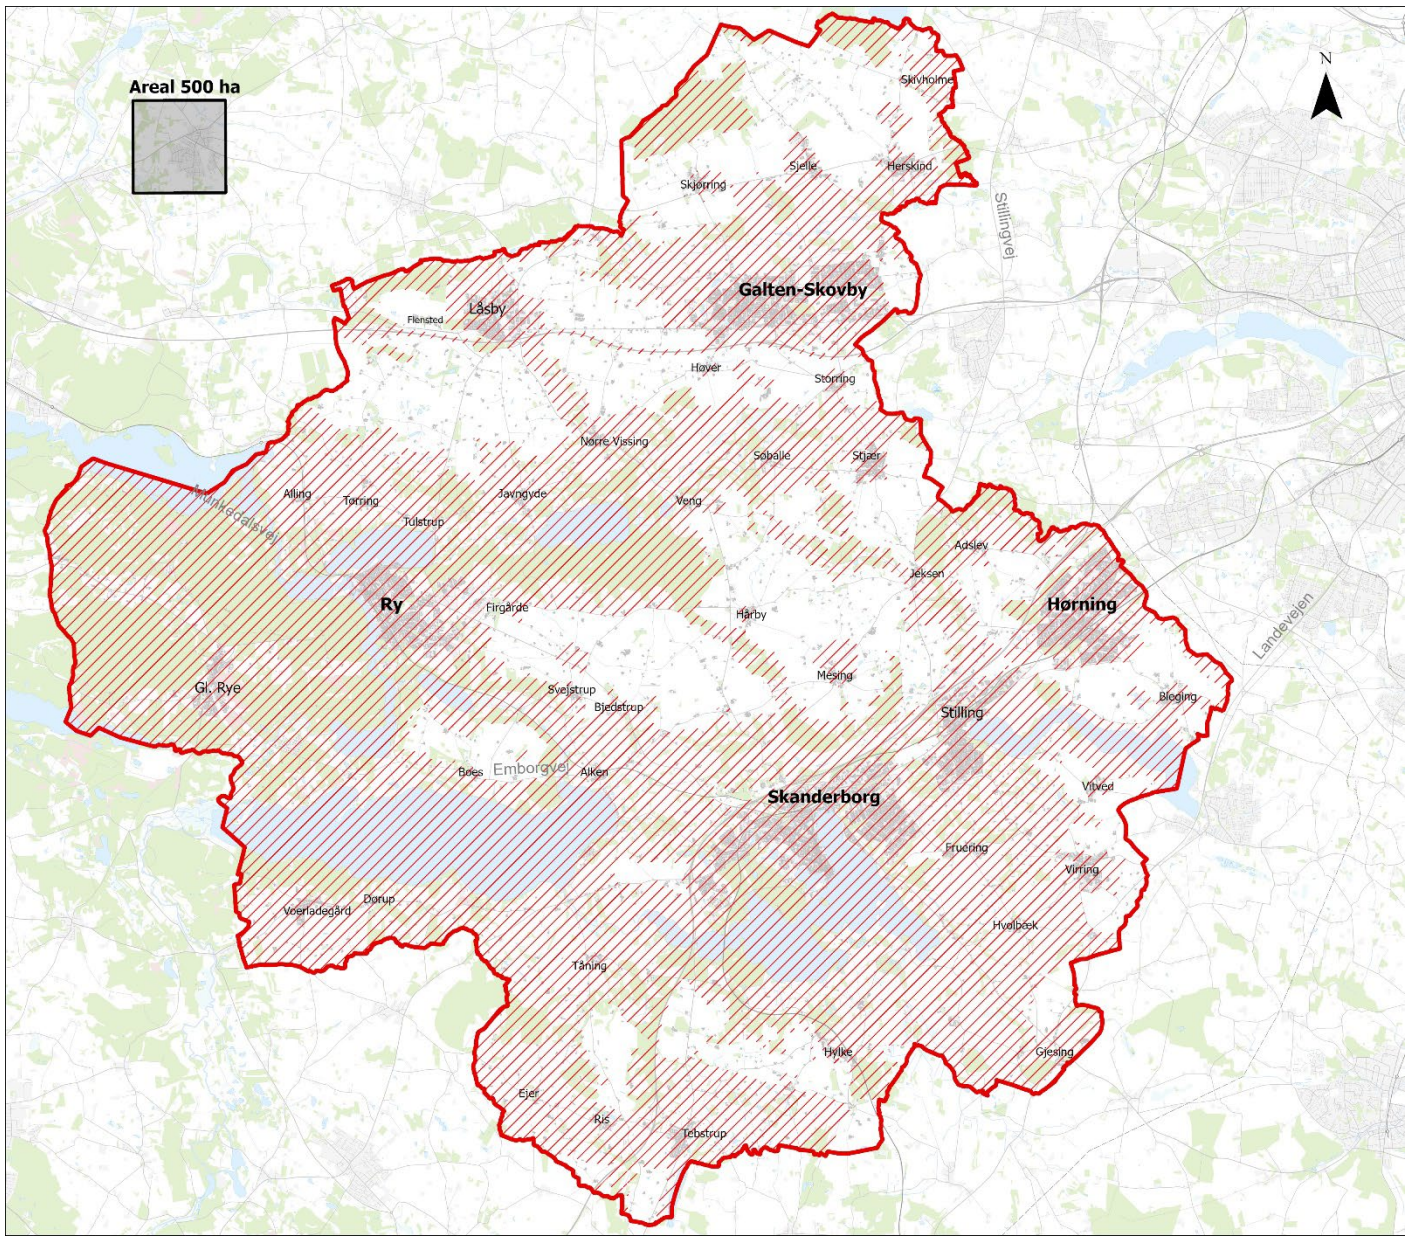 N
Areal 500 ha
Skivholme
Sjelle
Herskind
Skjørring
Stillingvej
Galten-Skovby
Låsby
Flensted
Høver
Storring
Nørre Vissing
Søballe
Stjær
Alling
Tørring
Javngyde
Veng
Munkedalsvej
Tulstrup
Adslev
Jeksen
Ry
Firgårde
Hårby
Hørning
Landevejen
Mesing
Gl. Rye
Svejstrup
Bjedstrup
Bleging
Stilling
Boes
Emborgvej
Alken
Vitved
Skanderborg
Fruering
Virring
Dørup
Voerladegård
Hvolbæk
Tåning
Hylke
Gjesing
Ejer
Ris
Tebstrup